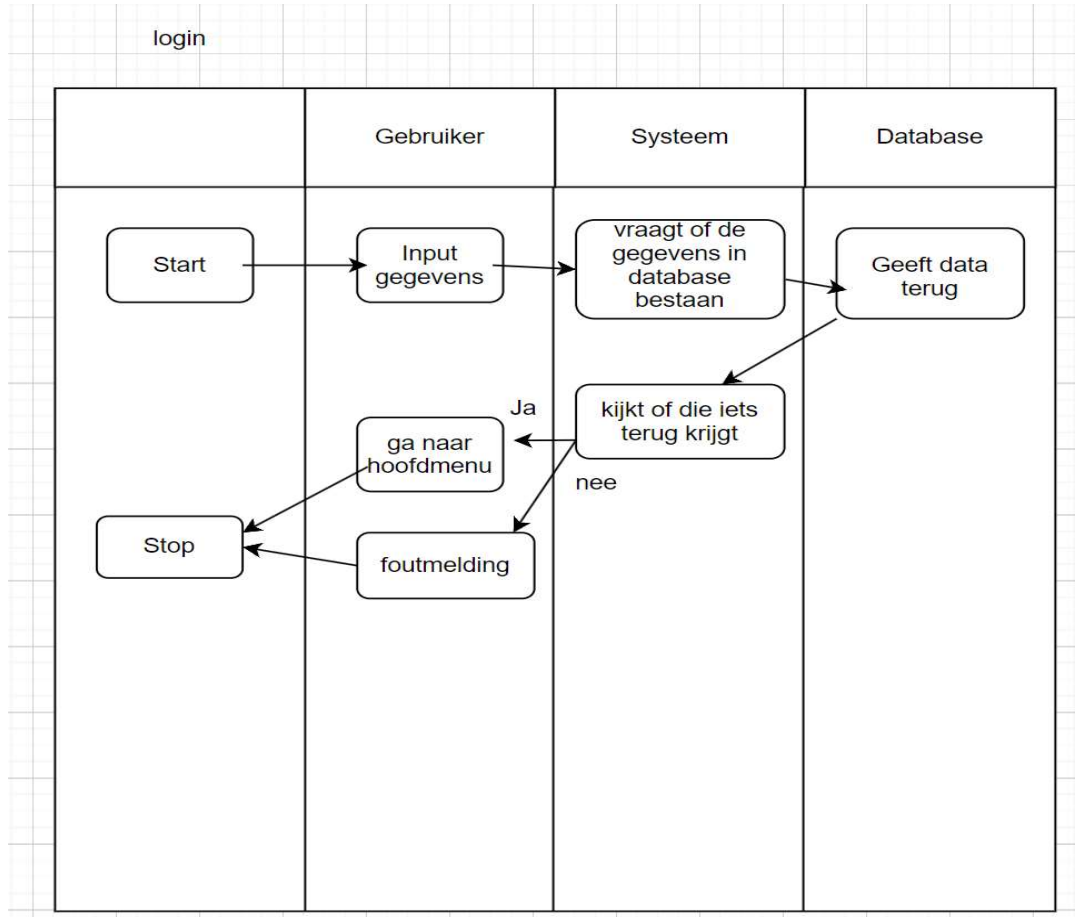 login
Gebruiker
Systeem
Database
Start
Input
gegevens
vraagt of de
gegevens in
database
bestaan
Geeft data
terug
kijkt of die iets
terug krijgt
Ja
nee
ga naar
hoofdmenu
Stop
foutmelding